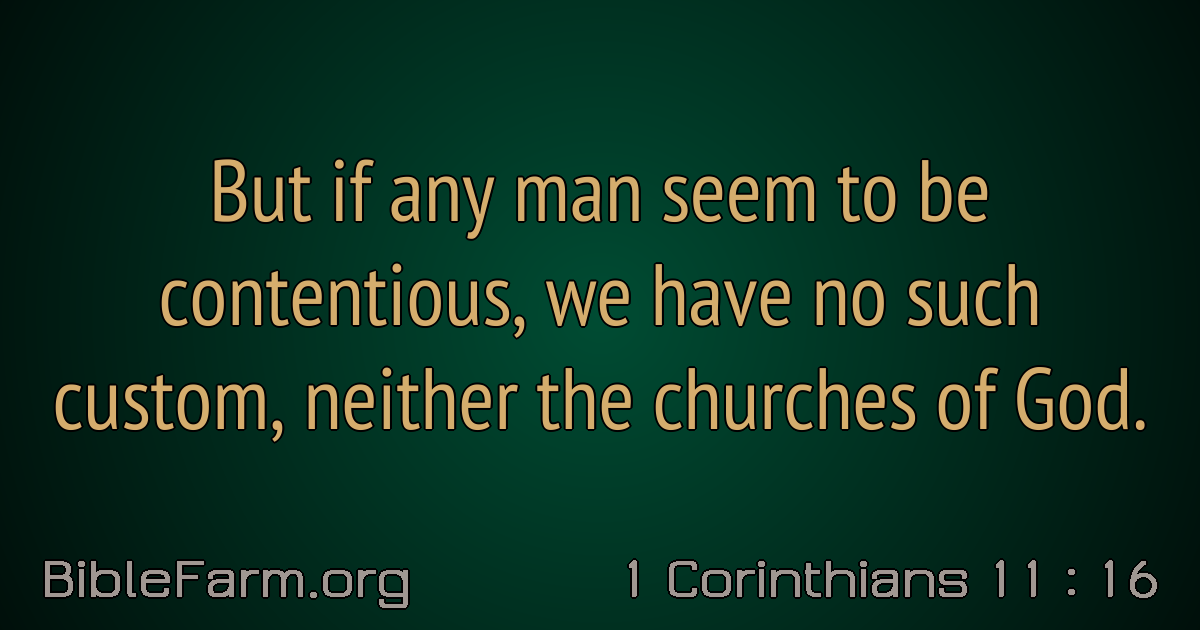 But if any man seem to be
contentious, we have no such
custom, neither the churches of God.
BibleFarm.org 1 Corinthians 11 : 16